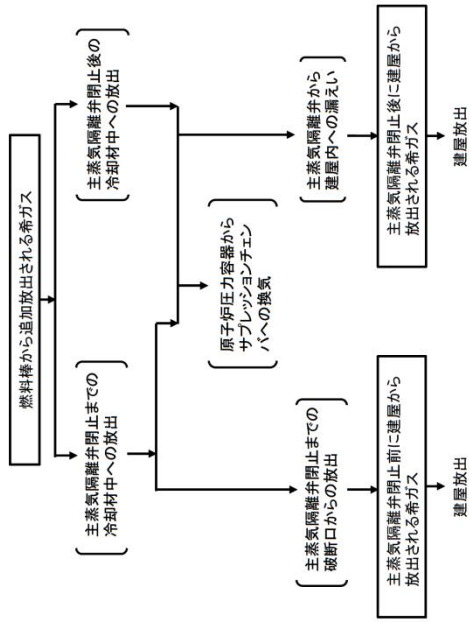 燃料棒から追加放出される希ガス
主蒸気隔離弁閉止までの
冷却材中への放出
主蒸気隔離弁閉止後の
冷却材中への放出
原子炉圧力容器から
サプレッションチェン
バへの換気
主蒸気隔離弁閉止までの
破断口からの放出
主蒸気隔離弁から
建屋内への漏えい
主蒸気隔離弁閉止前に建屋から
放出される希ガス
主蒸気隔離弁閉止後に建屋から
放出される希ガス
建屋放出
建屋放出